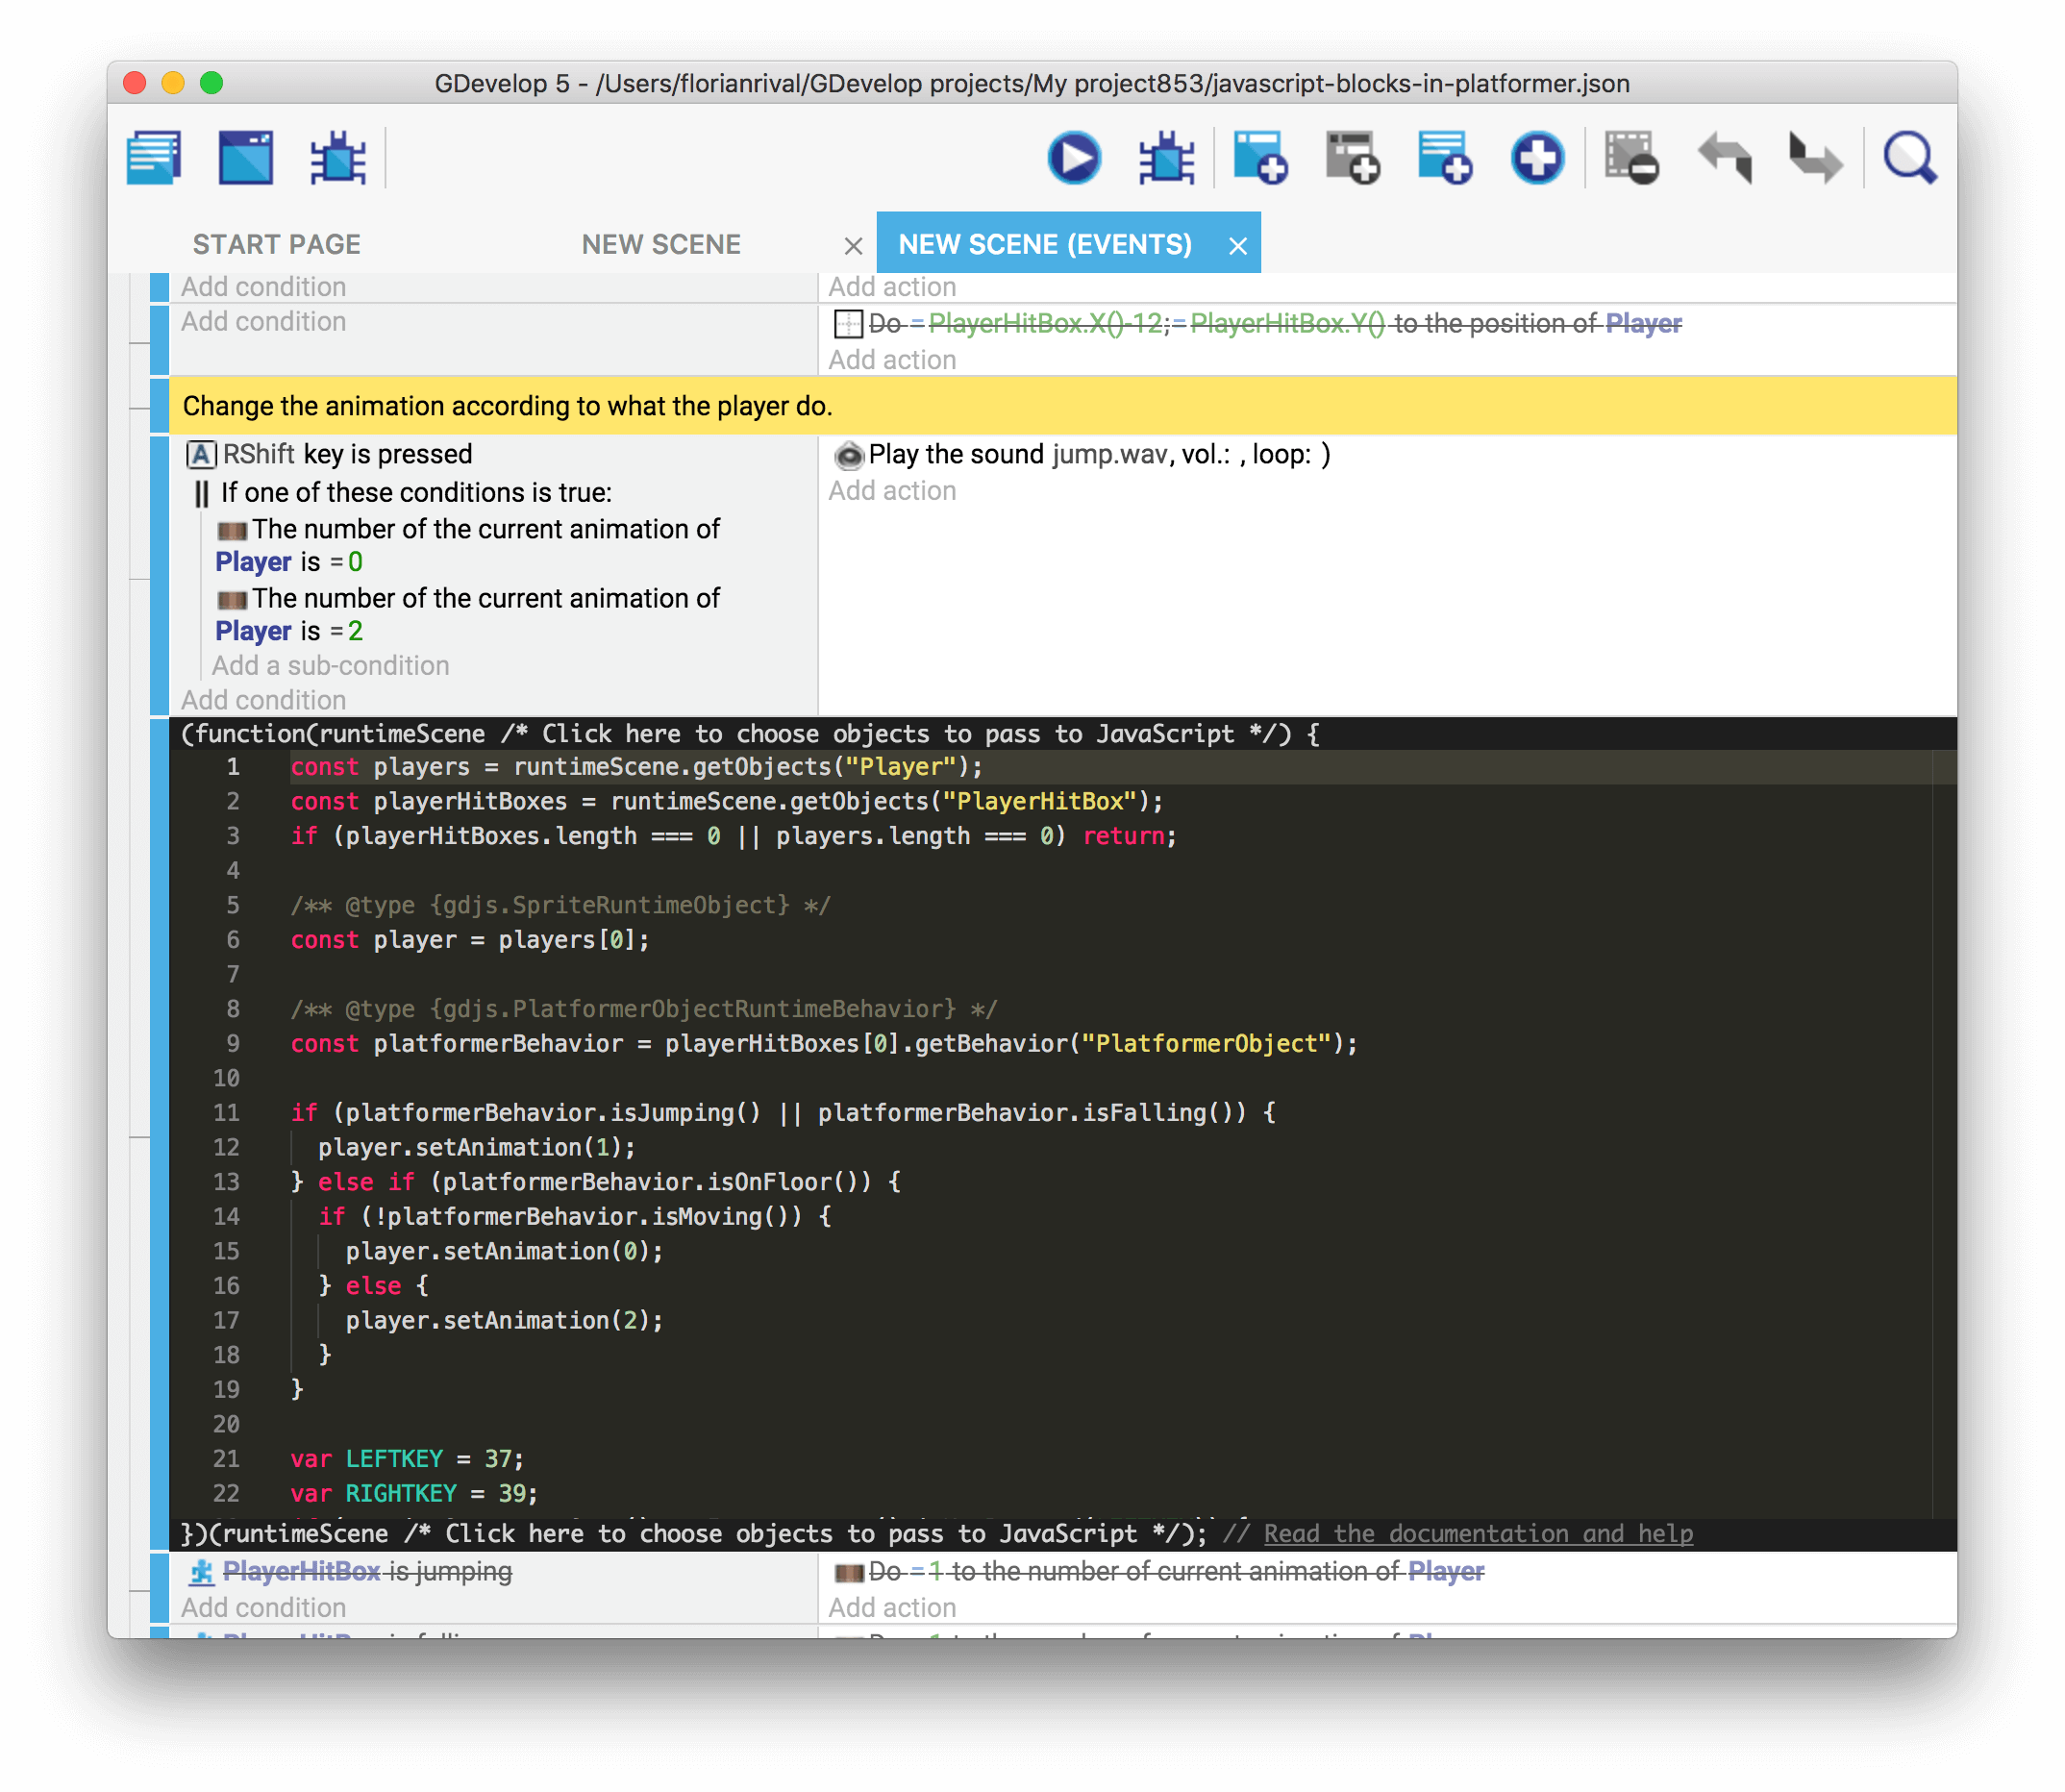 GDevelop 5 - /Users/florianrival/GDevelop projects/My project853/javascript-blocks-in-platformer.json
START PAGE NEW SCENE × NEW SCENE (EVENTS) ×
Add condition Add action
Add condition Do =PlayerHitBox.X()-12;=PlayerHitBox.Y() to the position of Player
Add action
Change the animation according to what the player do.
A RShift key is pressed Play the sound jump.wav, vol.: , loop: )
If one of these conditions is true: Add action
The number of the current animation of
Player is =0
The number of the current animation of
Player is =2
Add a sub-condition
Add condition
(function(runtimeScene /* Click here to choose objects to pass to JavaScript */) {
1 const players = runtimeScene.getObjects("Player");
2 const playerHitBoxes = runtimeScene.getObjects("PlayerHitBox");
3 if (playerHitBoxes.length === 0 || players.length === 0) return;
4
5 /** @type {gdjs.SpriteRuntimeObject} */
6 const player = players[0];
7
8 /** @type {gdjs.PlatformerObjectRuntimeBehavior} */
9 const platformerBehavior = playerHitBoxes[0].getBehavior("PlatformerObject");
10
11 if (platformerBehavior.isJumping() || platformerBehavior.isFalling()) {
12 player.setAnimation(1);
13 } else if (platformerBehavior.isOnFloor()) {
14 if (!platformerBehavior.isMoving()) {
15 player.setAnimation(0);
16 } else {
17 player.setAnimation(2);
18 }
19 }
20
21 var LEFTKEY = 37;
22 var RIGHTKEY = 39;
})(runtimeScene /* Click here to choose objects to pass to JavaScript */); // Read the documentation and help
PlayerHitBox is jumping Do =1 to the number of current animation of Player
Add condition Add action